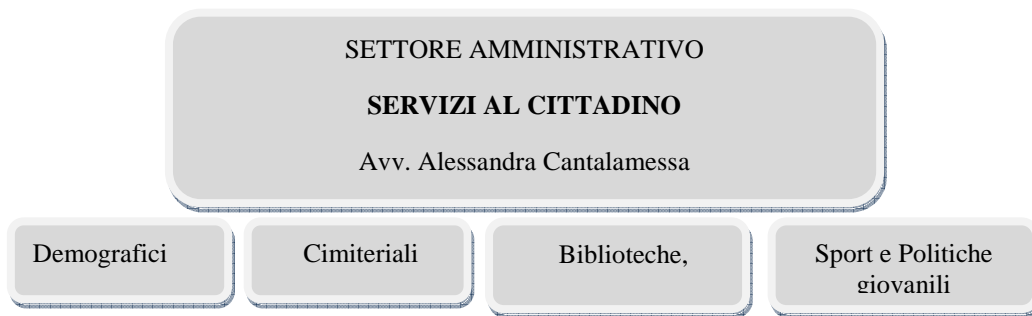 SETTORE AMMINISTRATIVO
SERVIZI AL CITTADINO
Avv. Alessandra Cantalamessa
Demografici
Cimiteriali
Biblioteche,
Sport e Politiche
giovanili